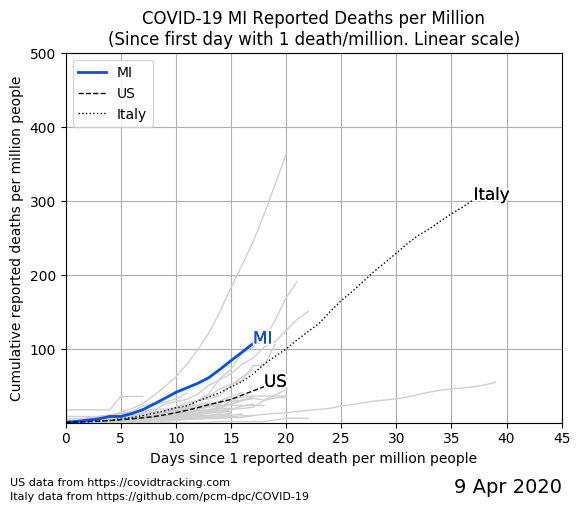 COVID-19 MI Reported Deaths per Million
(Since first day with 1 death/million. Linear scale)
Cumulative reported deaths per million people
500
400
300
200
100
MI
US
Italy
Italy
MI
US
0 5 10 15 20 25 30 35 40 45
Days since 1 reported death per million people
US data from https://covidtracking.com
Italy data from https://github.com/pcm-dpc/COVID-19
9 Apr 2020